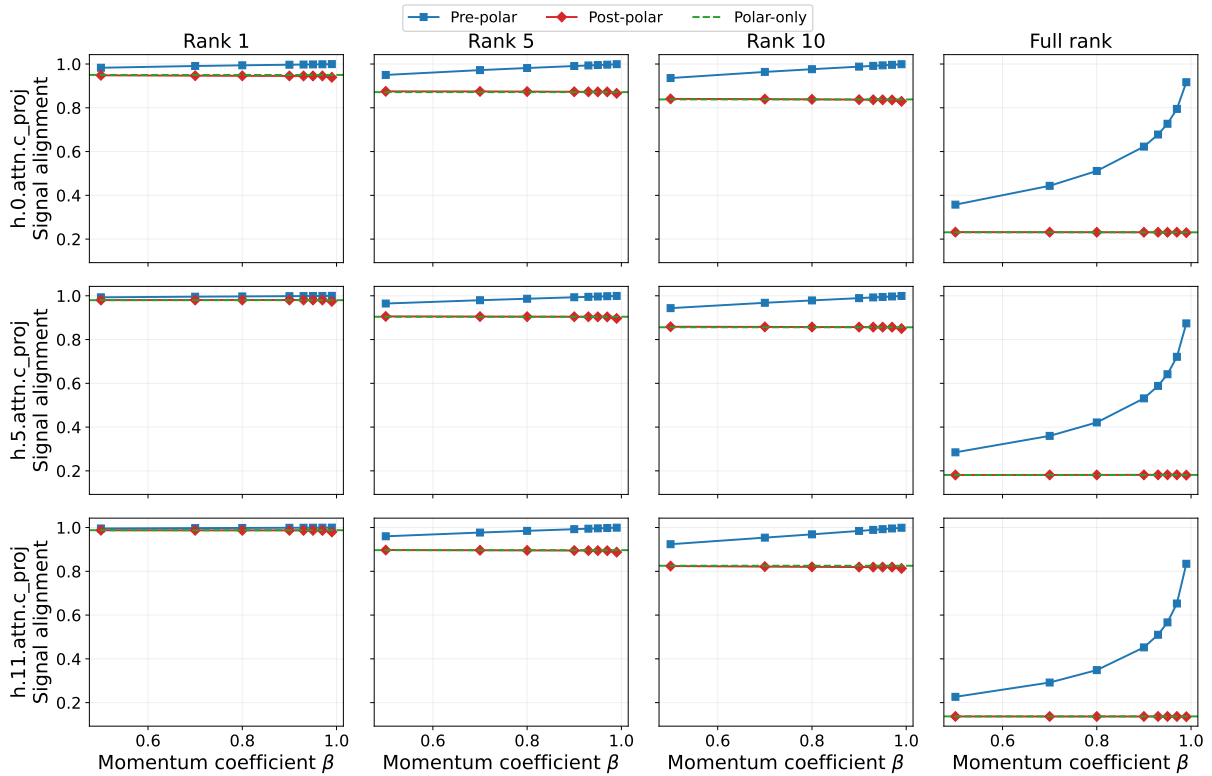 Pre-polar Post-polar Polar-only
Rank 1 Rank 5 Rank 10 Full rank
h.0.attn.c_proj
Signal alignment
1.0
0.8
0.6
0.4
0.2
h.5.attn.c_proj
Signal alignment
1.0
0.8
0.6
0.4
0.2
h.11.attn.c_proj
Signal alignment
1.0
0.8
0.6
0.4
0.2
0.6 0.8 1.0 0.6 0.8 1.0 0.6 0.8 1.0 0.6 0.8 1.0
Momentum coefficient β Momentum coefficient β Momentum coefficient β Momentum coefficient β